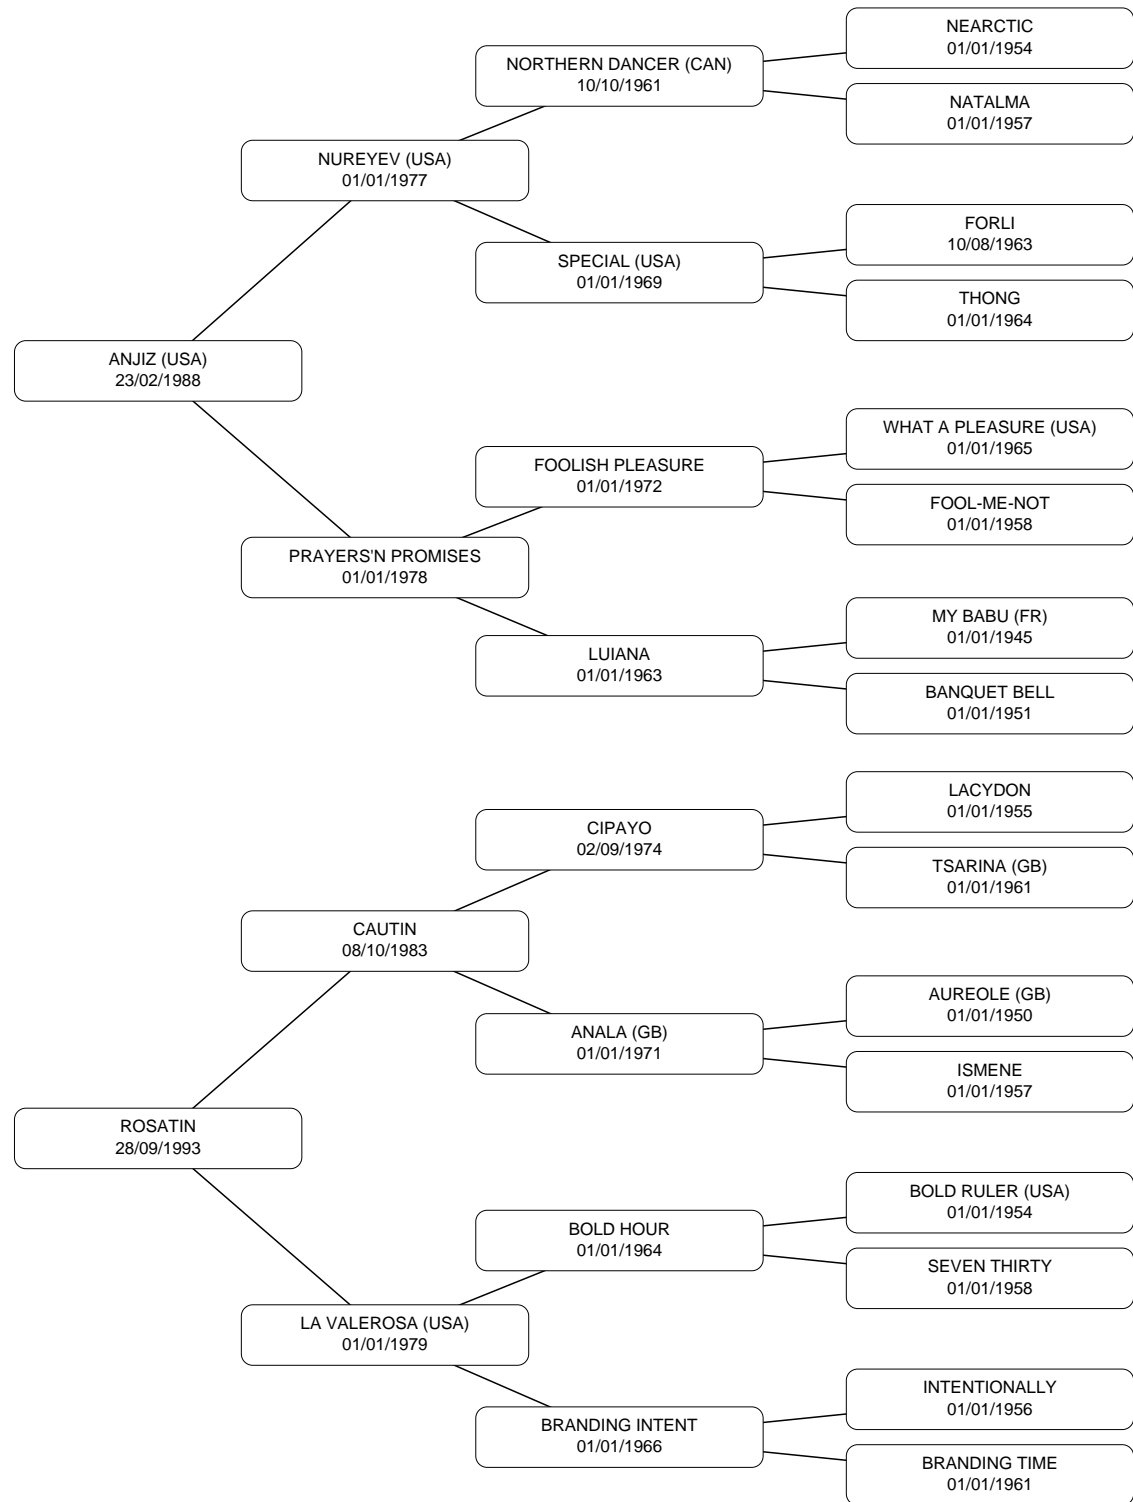 NEARCTIC
01/01/1954
NORTHERN DANCER (CAN)
10/10/1961
NATALMA
01/01/1957
NUREYEV (USA)
01/01/1977
FORLI
10/08/1963
SPECIAL (USA)
01/01/1969
THONG
01/01/1964
ANJIZ (USA)
23/02/1988
WHAT A PLEASURE (USA)
01/01/1965
FOOLISH PLEASURE
01/01/1972
FOOL-ME-NOT
01/01/1958
PRAYERS'N PROMISES
01/01/1978
MY BABU (FR)
01/01/1945
LUIANA
01/01/1963
BANQUET BELL
01/01/1951
LACYDON
01/01/1955
CIPAYO
02/09/1974
TSARINA (GB)
01/01/1961
CAUTIN
08/10/1983
AUREOLE (GB)
01/01/1950
ANALA (GB)
01/01/1971
ISMENE
01/01/1957
ROSATIN
28/09/1993
BOLD RULER (USA)
01/01/1954
BOLD HOUR
01/01/1964
SEVEN THIRTY
01/01/1958
LA VALEROSA (USA)
01/01/1979
INTENTIONALLY
01/01/1956
BRANDING INTENT
01/01/1966
BRANDING TIME
01/01/1961